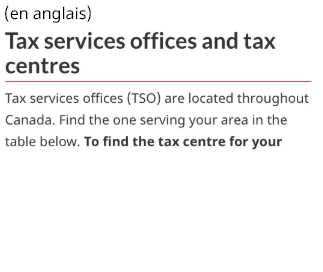 (en anglais)
Tax services offices and tax
centres
Tax services offices (TSO) are located throughout
Canada. Find the one serving your area in the
table below. To find the tax centre for your